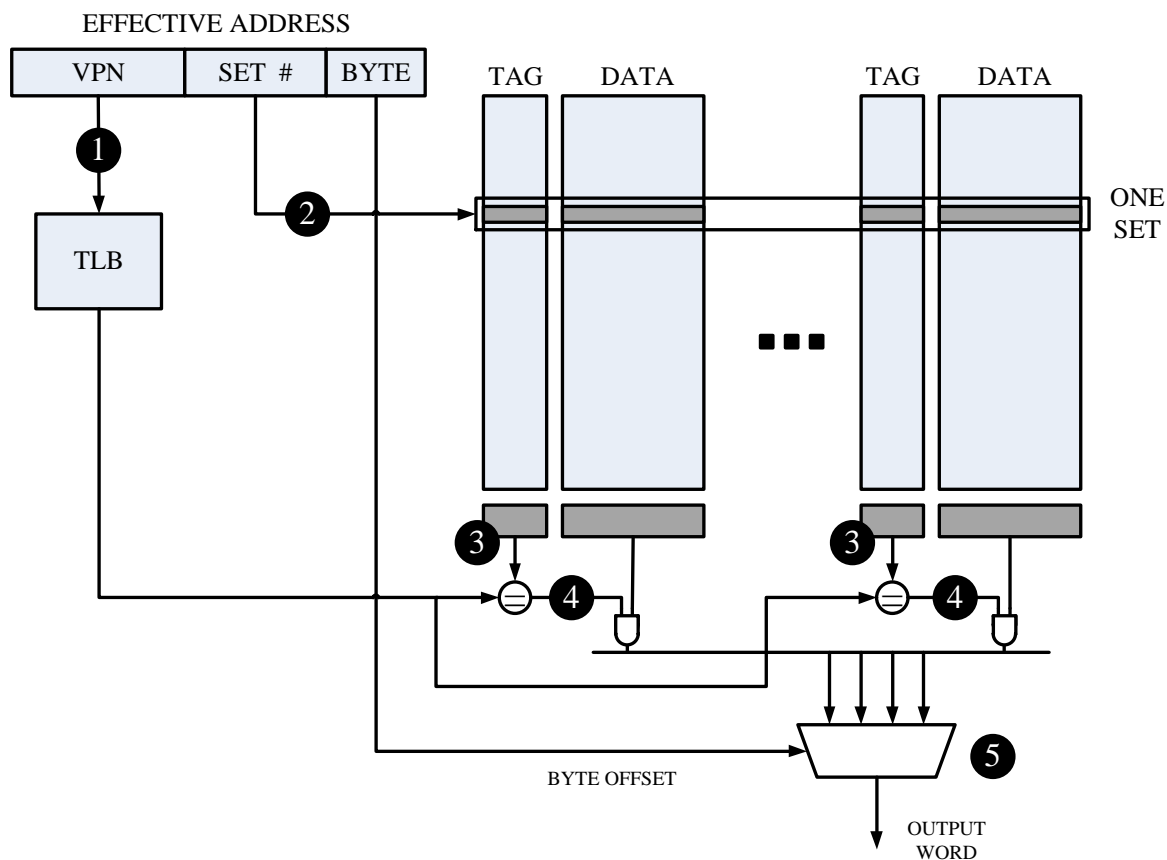 EFFECTIVE ADDRESS
VPN
SET #
BYTE
TAG
DATA
TAG
DATA
1
2
ONE
SET
TLB
3
3
4
4
5
BYTE OFFSET
OUTPUT
WORD